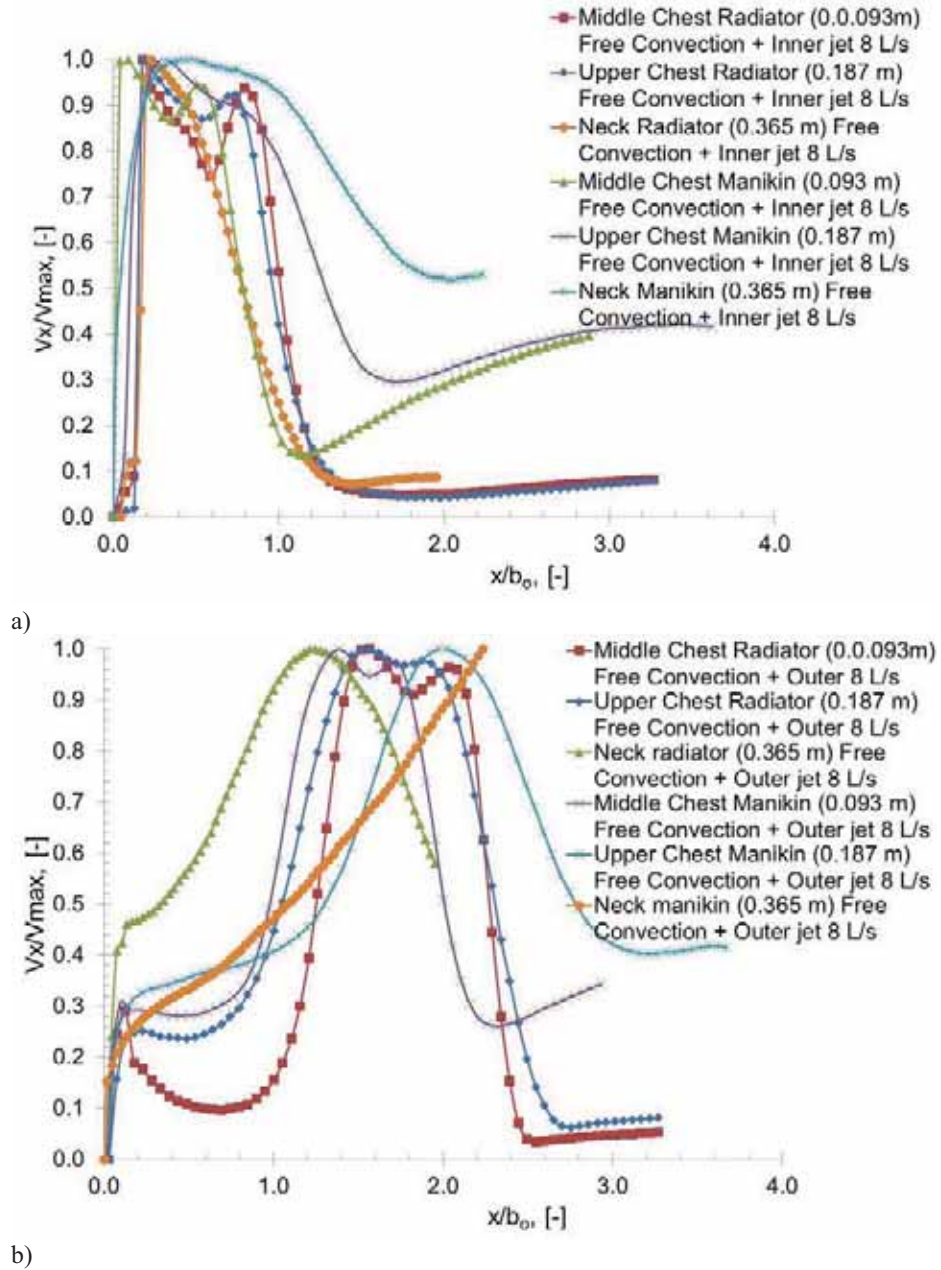 Middle Chest Radiator (0.0.093m)
Free Convection + Inner jet 8 L/s
Upper Chest Radiator (0.187 m)
Free Convection + Inner jet 8 L/s
Neck Radiator (0.365 m) Free
Convection + Inner jet 8 L/s
Middle Chest Manikin (0.093 m)
Free Convection + Inner jet 8 L/s
Upper Chest Manikin (0.187 m)
Free Convection + Inner jet 8 L/s
Neck Manikin (0.365 m) Free
Convection + Inner jet 8 L/s
Vx/Vmax, [-]
1.0
0.9
0.8
0.7
0.6
0.5
0.4
0.3
0.2
0.1
0.0
0.0 1.0 2.0 3.0 4.0
x/bo, [-]
a)
Middle Chest Radiator (0.0.093m)
Free Convection + Outer 8 L/s
Upper Chest Radiator (0.187 m)
Free Convection + Outer 8 L/s
Neck radiator (0.365 m) Free
Convection + Outer jet 8 L/s
Middle Chest Manikin (0.093 m)
Free Convection + Outer jet 8 L/s
Upper Chest Manikin (0.187 m)
Free Convection + Outer jet 8 L/s
Neck manikin (0.365 m) Free
Convection + Outer jet 8 L/s
Vx/Vmax, [-]
1.0
0.9
0.8
0.7
0.6
0.5
0.4
0.3
0.2
0.1
0.0
0.0 1.0 2.0 3.0 4.0
x/bo, [-]
b)